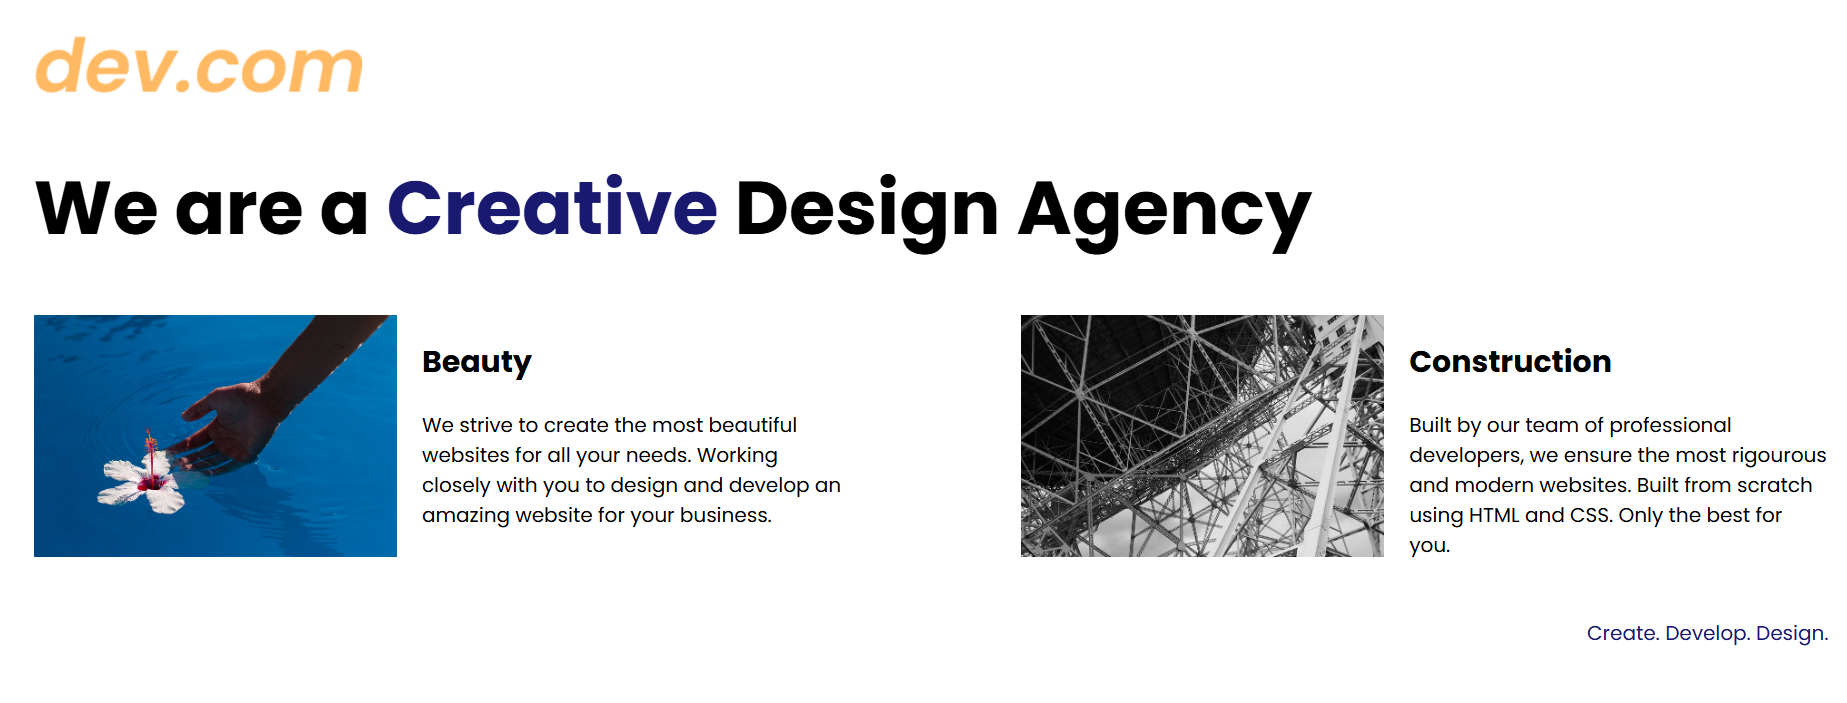 dev.com
We are a Creative Design Agency
Beauty
We strive to create the most beautiful
websites for all your needs. Working
closely with you to design and develop an
amazing website for your business.
Construction
Built by our team of professional
developers, we ensure the most rigourous
and modern websites. Built from scratch
using HTML and CSS. Only the best for
you.
Create. Develop. Design.